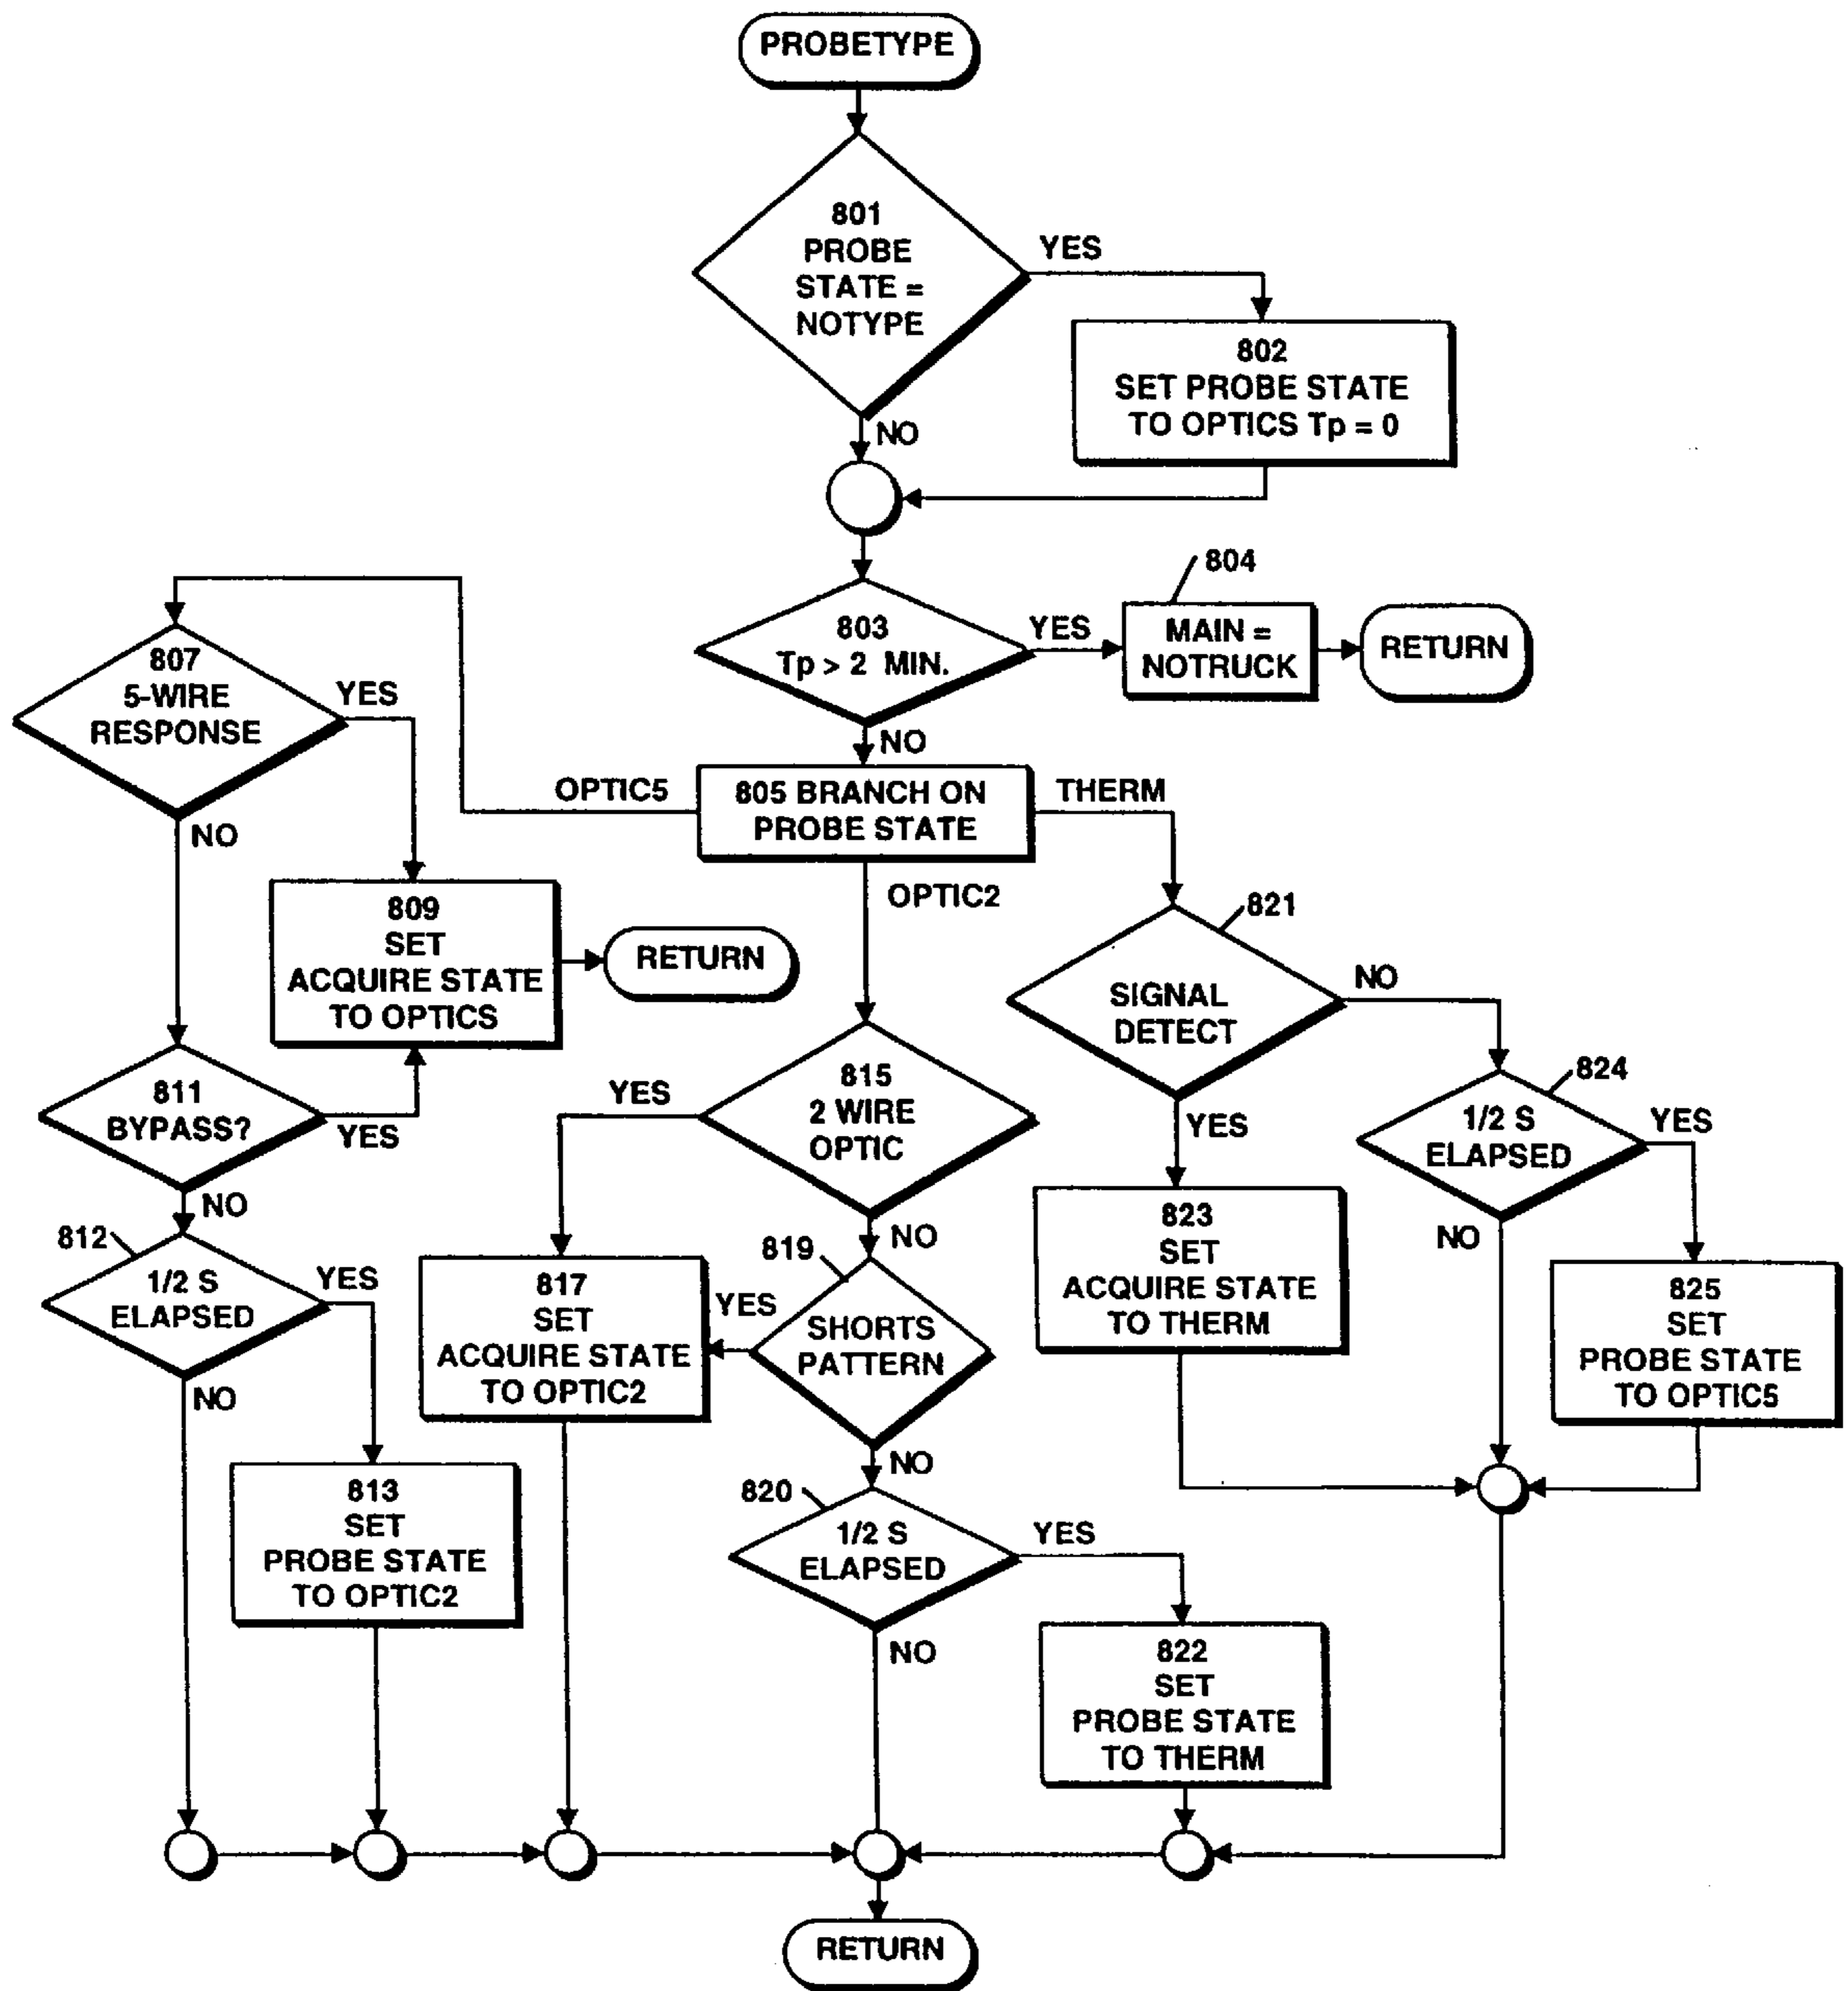 PROBETYPE
801
PROBE
STATE =
NOTYPE
YES
802
SET PROBE STATE
TO OPTICS Tp = 0
NO
804
803
Tp > 2 MIN.
YES
MAIN =
NOTRUCK
RETURN
NO
807
5-WIRE
RESPONSE
YES
NO
OPTIC5
805 BRANCH ON
PROBE STATE
THERM
OPTIC2
809
SET
ACQUIRE STATE
TO OPTICS
RETURN
821
SIGNAL
DETECT
NO
YES
811
BYPASS?
YES
NO
815
2 WIRE
OPTIC
YES
NO
824
1/2 S
ELAPSED
YES
NO
812
1/2 S
ELAPSED
YES
NO
817
SET
ACQUIRE STATE
TO OPTIC2
819
SHORTS
PATTERN
YES
NO
823
SET
ACQUIRE STATE
TO THERM
825
SET
PROBE STATE
TO OPTIC5
813
SET
PROBE STATE
TO OPTIC2
820
1/2 S
ELAPSED
YES
NO
822
SET
PROBE STATE
TO THERM
RETURN